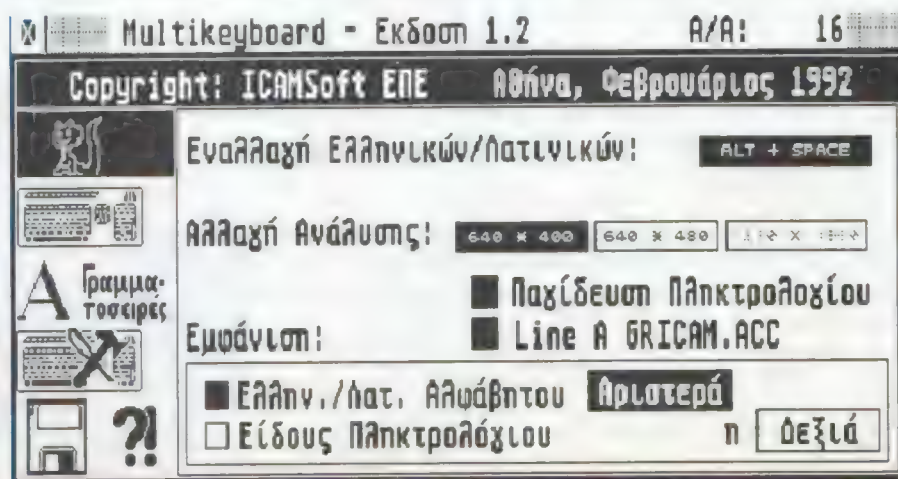 Multikeyboard - Εκδοση 1.2 A/A: 16
Copyright: ICAMSoft ΕΠΕ Αθήνα, Φεβρουάριος 1992
Εναλλαγή Ελληνικών/Λατινικών: ALT + SPACE
Αλλαγή Ανάλυσης: 640 * 400 640 * 480
Γραμμα-
τοσειρές
Παγίδευση Πληκτρολογίου
Εμφάνιση: Line A GRICAM.ACC
Ελλην./Λατ. Αλφάβητου Αριστερά
Είδους Πληκτρολόγιου η Δεξιά